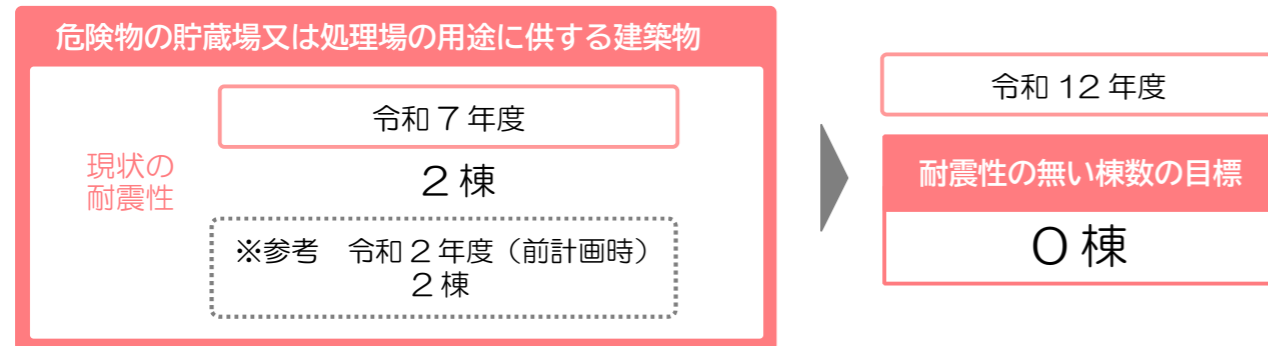 危険物の貯蔵場又は処理場の用途に供する建築物
令和７年度
現状の
耐震性
２棟
※参考　令和２年度（前計画時）
２棟
令和 12 年度
耐震性の無い棟数の目標
０棟